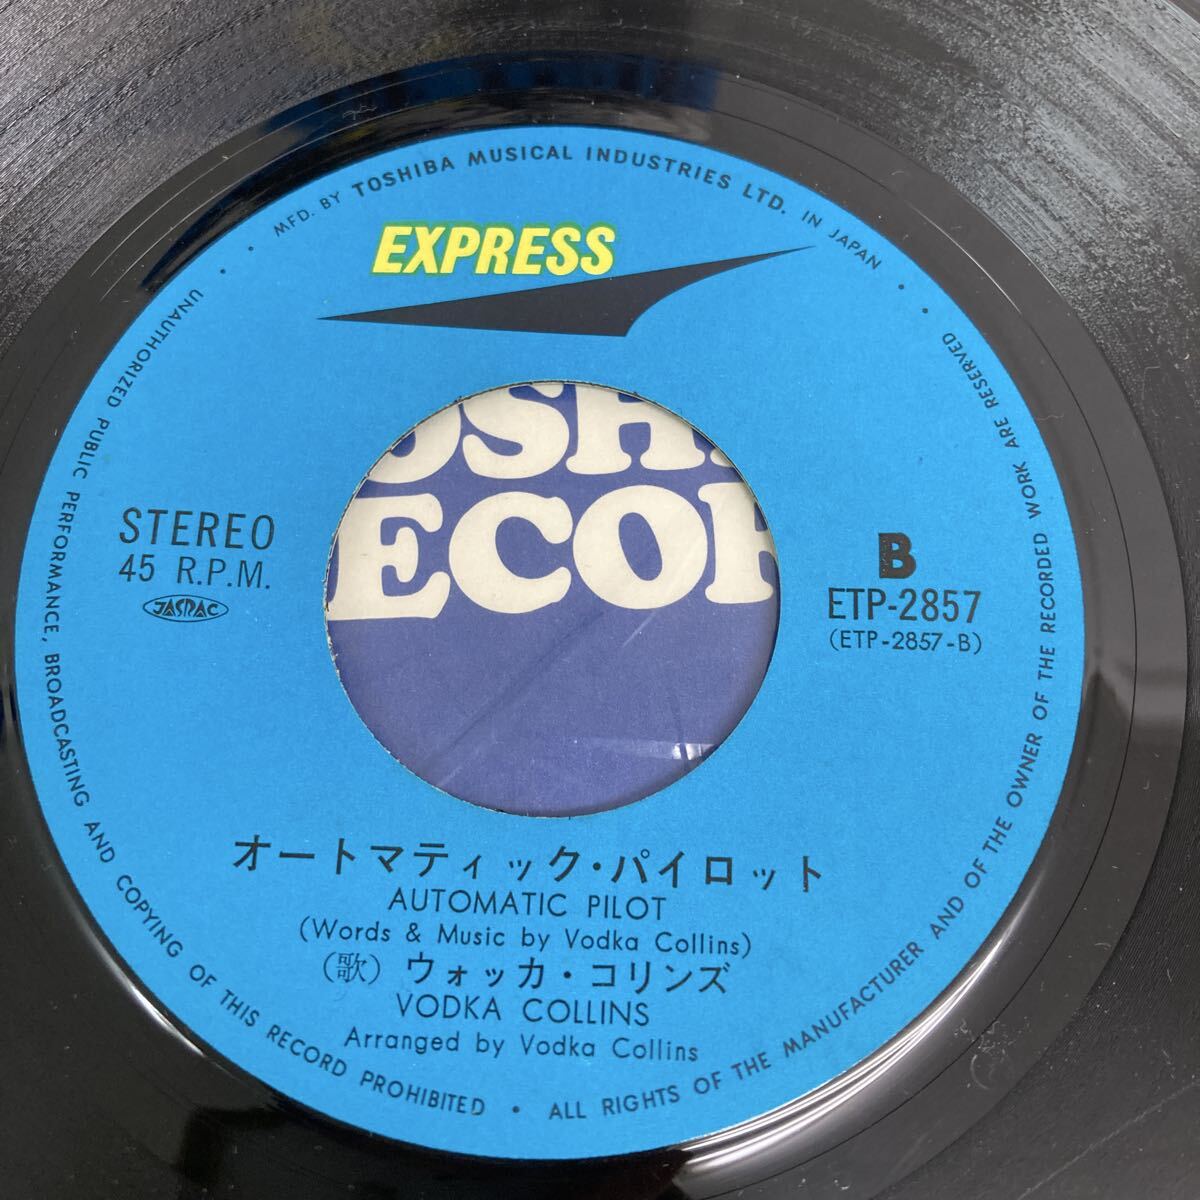 MFD. BY TOSHIBA MUSICAL INDUSTRIES LTD. IN JAPAN
EXPRESS
STEREO
45 R.P.M.
JASRAC
B
ETP-2857
(ETP-2857-B)
オートマティック・パイロット
AUTOMATIC PILOT
(Words & Music by Vodka Collins)
(歌) ウォッカ・コリンズ
VODKA COLLINS
Arranged by Vodka Collins
UNAUTHORIZED PUBLIC PERFORMANCE, BROADCASTING AND COPYING OF THIS RECORD PROHIBITED • ALL RIGHTS OF THE MANUFACTURER AND OF THE OWNER OF THE RECORDED WORK ARE RESERVED